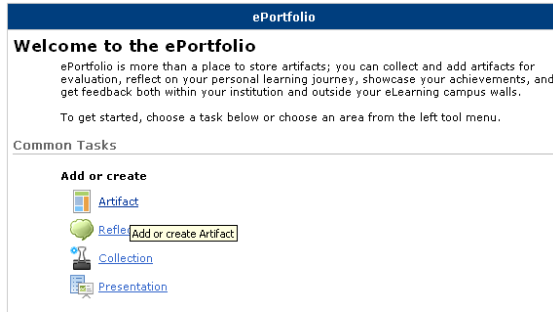 ePortfolio
Welcome to the ePortfolio
ePortfolio is more than a place to store artifacts; you can collect and add artifacts for
evaluation, reflect on your personal learning journey, showcase your achievements, and
get feedback both within your institution and outside your eLearning campus walls.
To get started, choose a task below or choose an area from the left tool menu.
Common Tasks
Add or create
Artifact
Add or create Artifact
Collection
Presentation